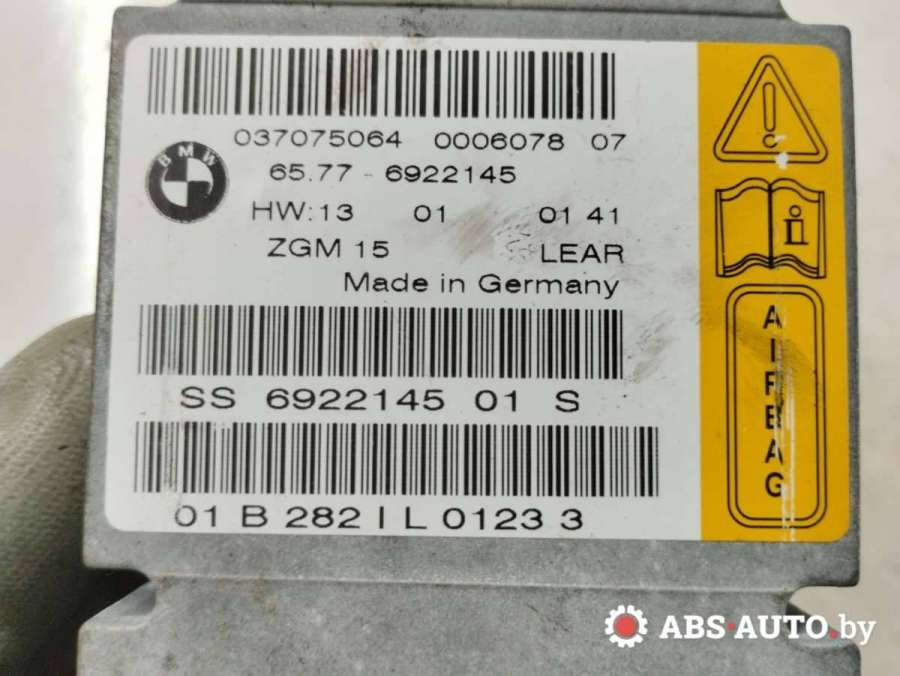 037075064 0006078 07
BMW
65.77 - 6922145
HW:13 01 01 41
ZGM 15 LEAR
Made in Germany
SS 6922145 01 S
01 B 282 I L 0123 3
AIRBAG
ABS-AUTO.by